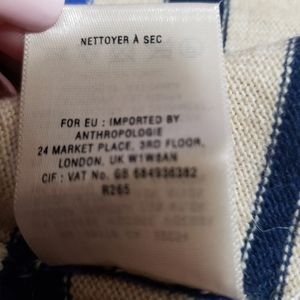 NETTOYER À SEC
FOR EU : IMPORTED BY
ANTHROPOLOGIE
24 MARKET PLACE, 3RD FLOOR,
LONDON, UK W1W8AN
CIF : VAT No. GB 684936382
R265